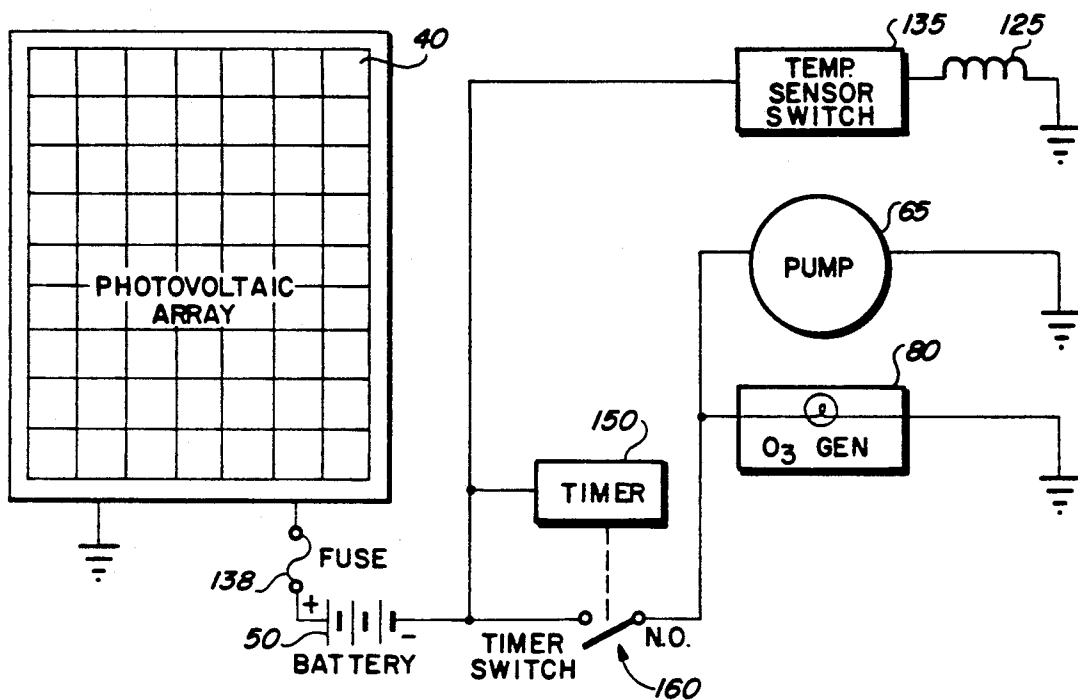 40
135
125
TEMP.
SENSOR
SWITCH
65
PUMP
PHOTOVOLTAIC
ARRAY
80
O3 GEN
150
TIMER
FUSE
138
+
-
50
BATTERY
TIMER
SWITCH
N.O.
160